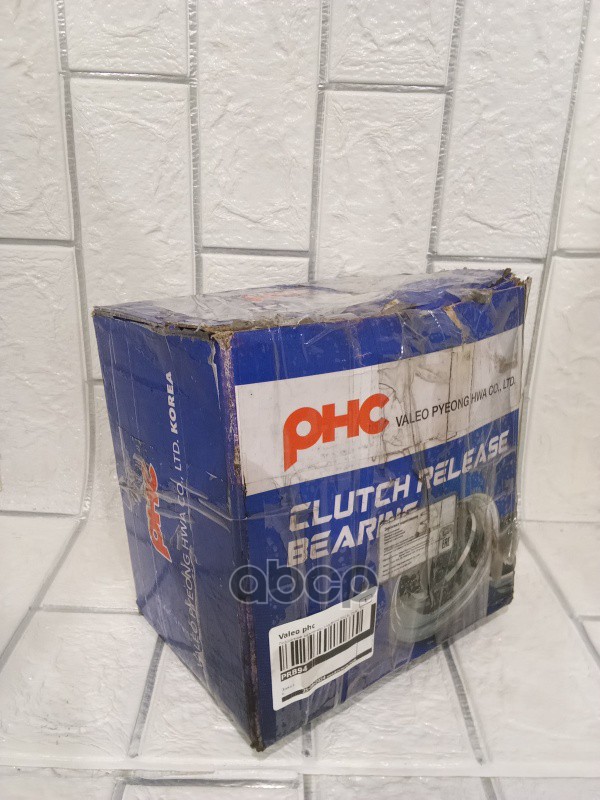 PHC
VALEO PYEONG HWA CO., LTD.
CLUTCH RELEASE
BEARING
PHC
VALEO PYEONG HWA CO., LTD. KOREA
abcp
Valeo phc
PRB94